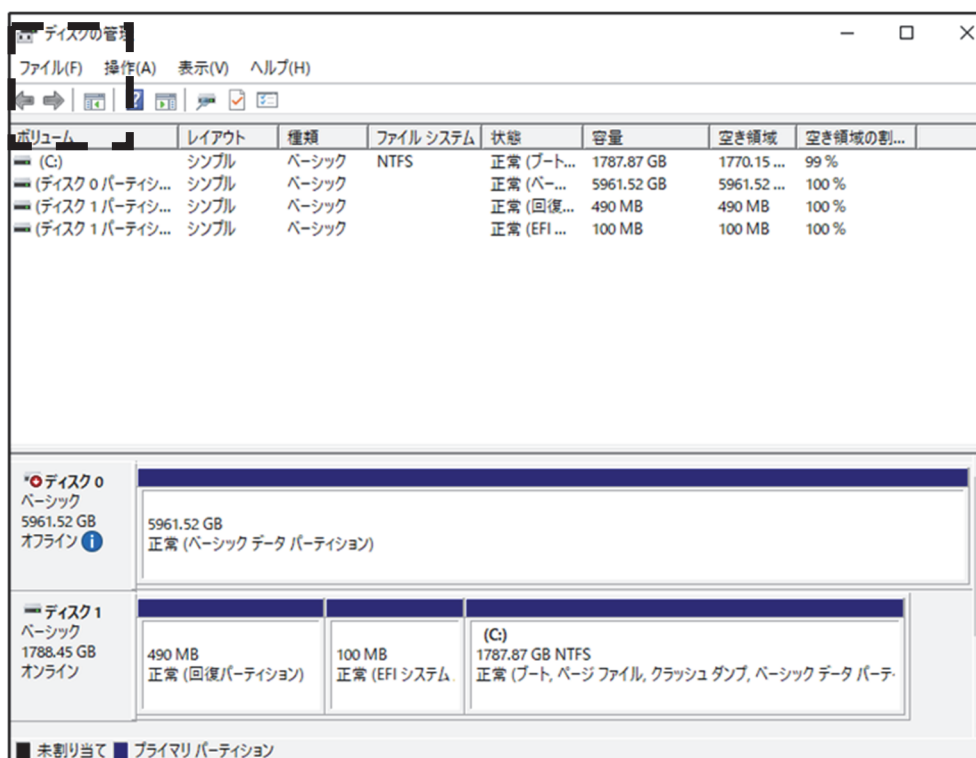 ディスクの管理
ファイル(F) 操作(A) 表示(V) ヘルプ(H)
ボリューム レイアウト 種類 ファイル システム 状態 容量 空き領域 空き領域の割...
(C:) シンプル ベーシック NTFS 正常 (ブート... 1787.87 GB 1770.15 ... 99 %
(ディスク 0 パーティシ... シンプル ベーシック 正常 (ベー... 5961.52 GB 5961.52 ... 100 %
(ディスク 1 パーティシ... シンプル ベーシック 正常 (回復... 490 MB 490 MB 100 %
(ディスク 1 パーティシ... シンプル ベーシック 正常 (EFI ... 100 MB 100 MB 100 %
ディスク 0
ベーシック
5961.52 GB
オフライン
5961.52 GB
正常 (ベーシック データ パーティション)
ディスク 1
ベーシック
1788.45 GB
オンライン
490 MB
正常 (回復パーティション)
100 MB
正常 (EFI システム
(C:)
1787.87 GB NTFS
正常 (ブート, ページ ファイル, クラッシュ ダンプ, ベーシック データ パーテ
未割り当て プライマリ パーティション